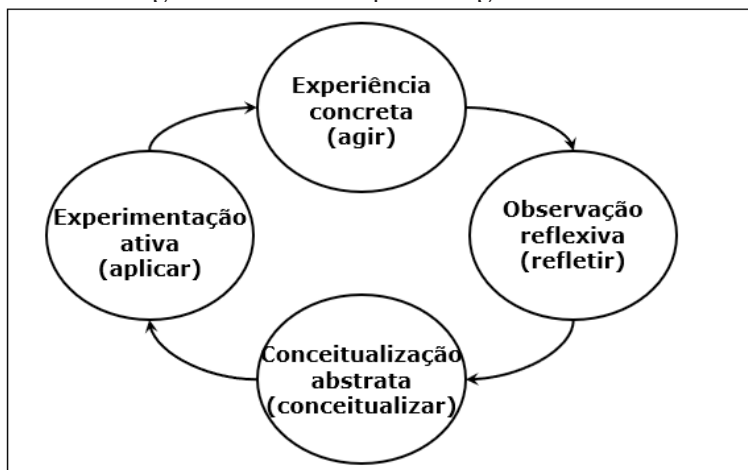 Experiência
concreta
(agir)
Observação
reflexiva
(refletir)
Conceitualização
abstrata
(conceitualizar)
Experimentação
ativa
(aplicar)